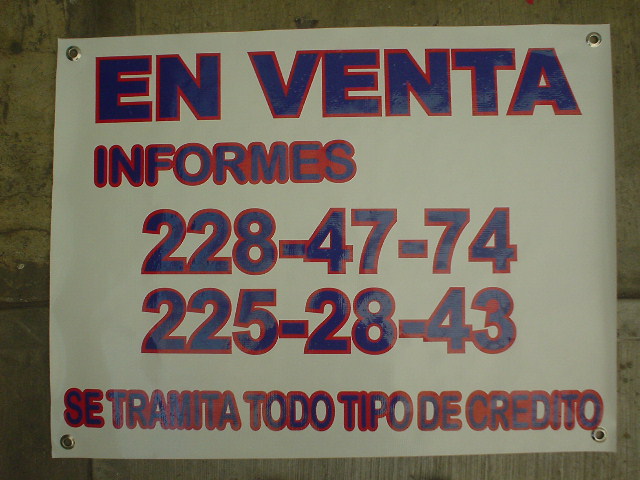 EN VENTA
INFORMES
228-47-74
225-28-43
SE TRAMITA TODO TIPO DE CREDITO